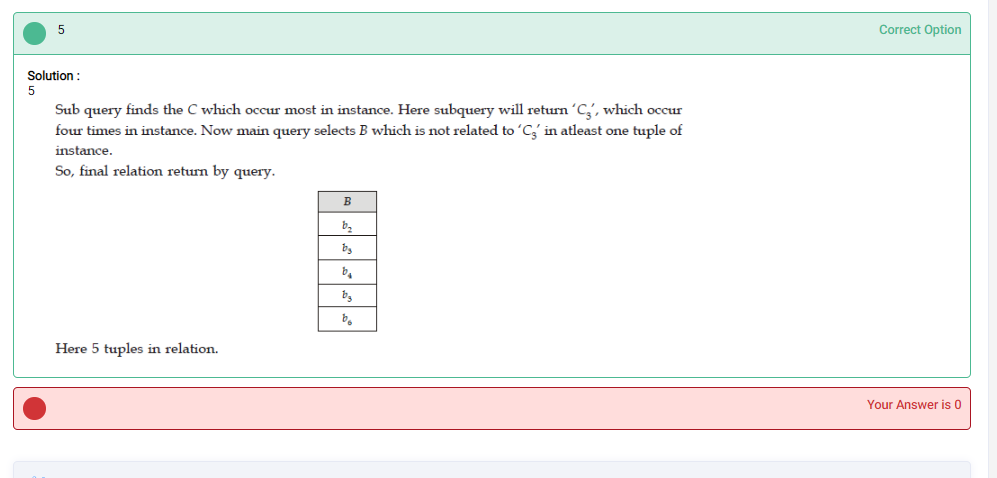 5
Correct Option
Solution :
5
Sub query finds the C which occur most in instance. Here subquery will return ‘C₃’, which occur
four times in instance. Now main query selects B which is not related to ‘C₃’ in atleast one tuple of
instance.
So, final relation return by query.
B
b₂
b₃
b₄
b₃
b₆
Here 5 tuples in relation.
Your Answer is 0